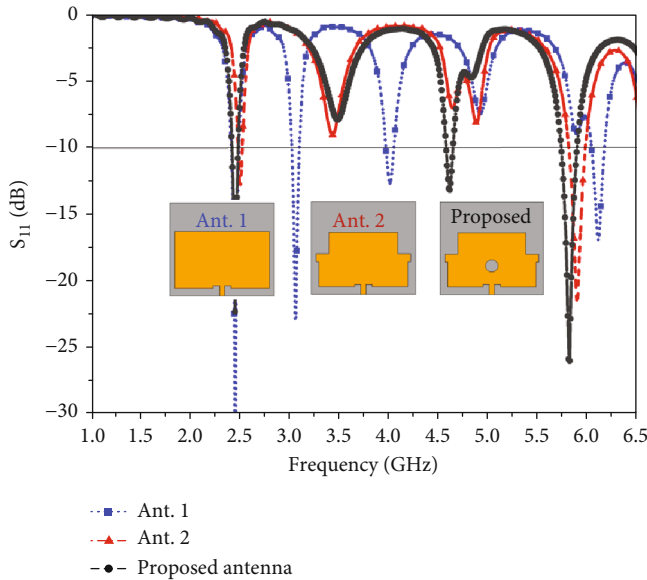 0
−5
−10
−15
−20
−25
−30
S11 (dB)
Ant. 1
Ant. 2
Proposed
1.0 1.5 2.0 2.5 3.0 3.5 4.0 4.5 5.0 5.5 6.0 6.5
Frequency (GHz)
Ant. 1
Ant. 2
Proposed antenna